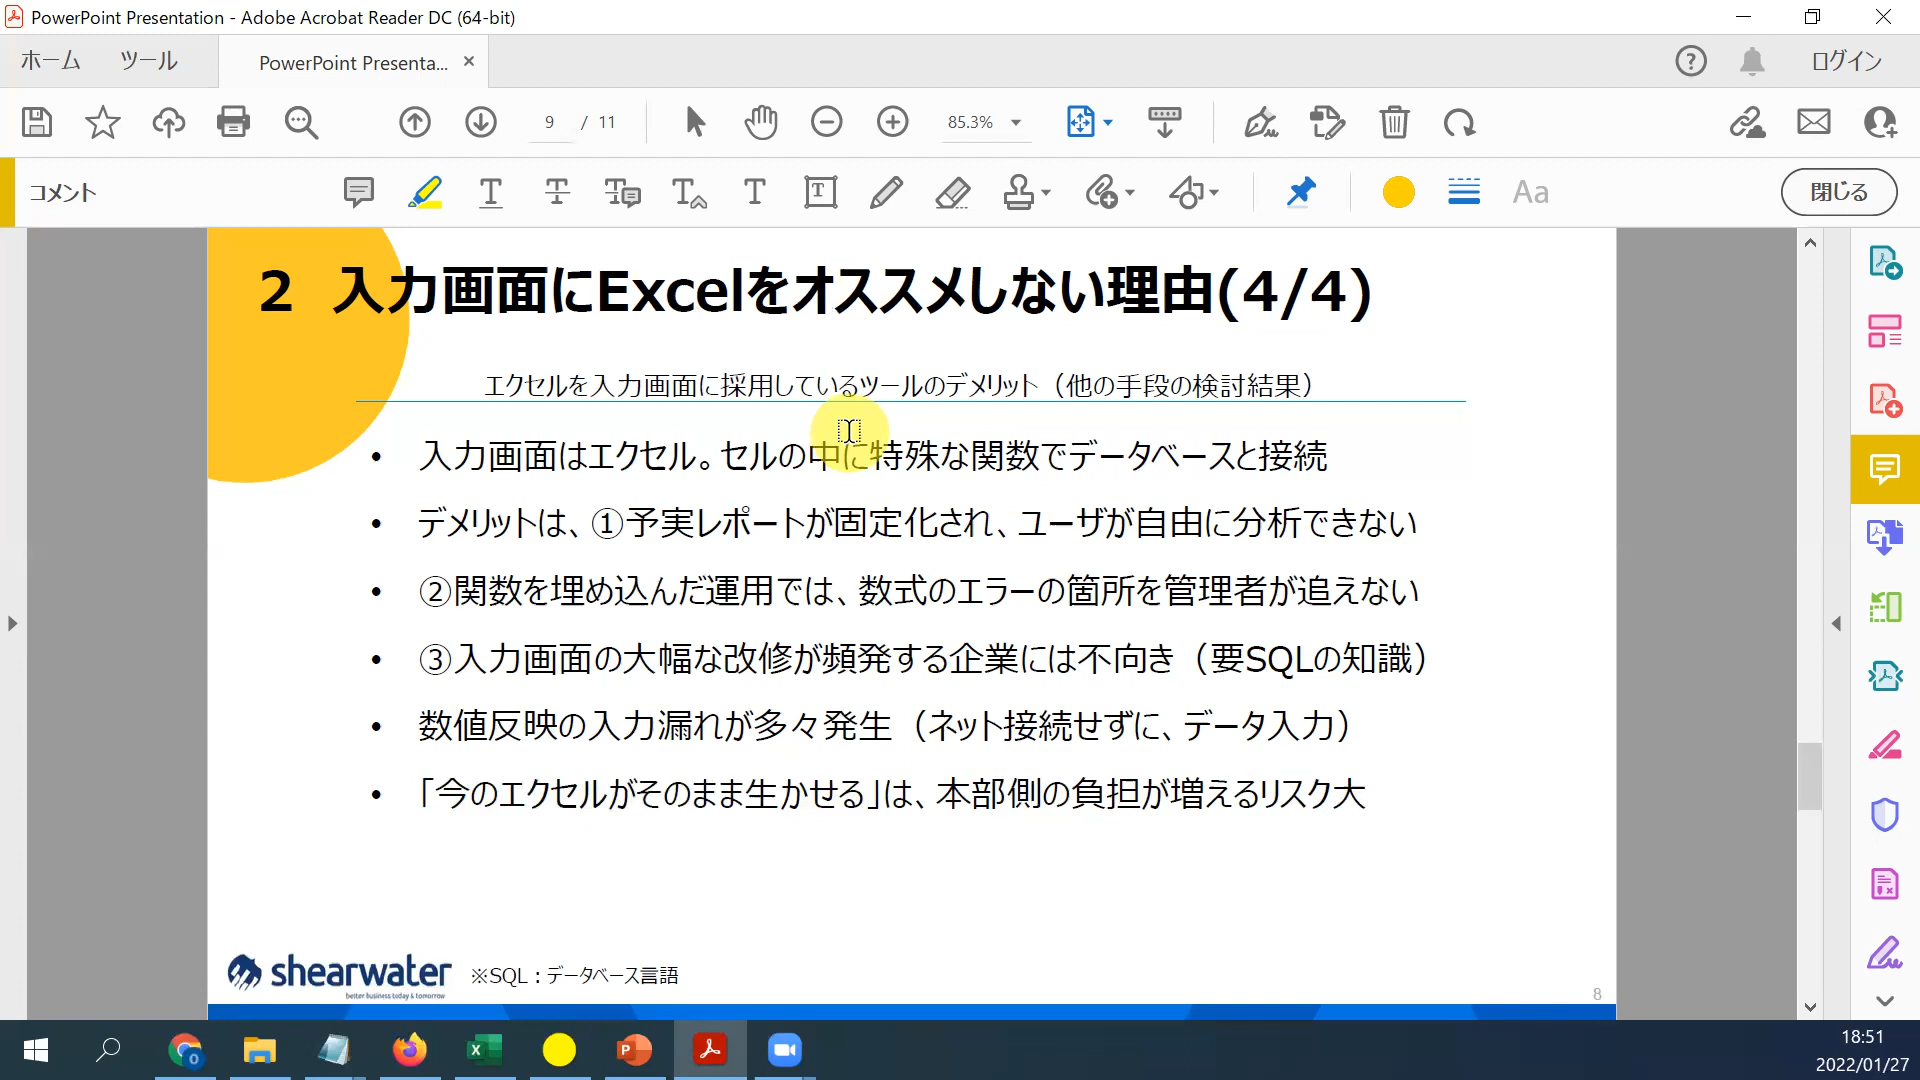 PowerPoint Presentation - Adobe Acrobat Reader DC (64-bit)
ホーム ツール PowerPoint Presenta... × ? ログイン
9 / 11 85.3%
コメント Aa 閉じる
2 入力画面にExcelをオススメしない理由(4/4)
エクセルを入力画面に採用しているツールのデメリット（他の手段の検討結果）
• 入力画面はエクセル。セルの中に特殊な関数でデータベースと接続
• デメリットは、①予実レポートが固定化され、ユーザが自由に分析できない
• ②関数を埋め込んだ運用では、数式のエラーの箇所を管理者が追えない
• ③入力画面の大幅な改修が頻発する企業には不向き（要SQLの知識）
• 数値反映の入力漏れが多々発生（ネット接続せずに、データ入力）
• 「今のエクセルがそのまま生かせる」は、本部側の負担が増えるリスク大
shearwater
better business today & tomorrow
※SQL：データベース言語
8
18:51
2022/01/27